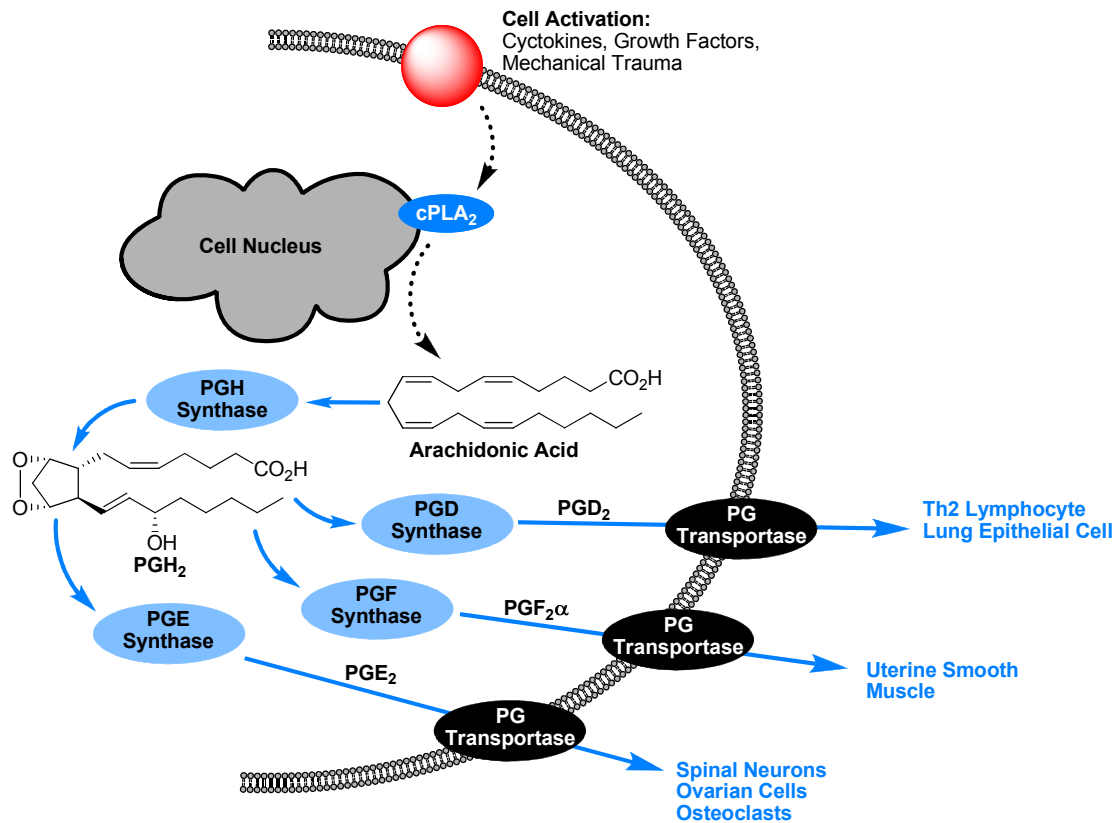 Cell Activation:
Cyctokines, Growth Factors,
Mechanical Trauma
cPLA2
Cell Nucleus
CO2H
Arachidonic Acid
PGH
Synthase
O
O
CO2H
OH
PGH2
PGD
Synthase
PGD2
PG
Transportase
Th2 Lymphocyte
Lung Epithelial Cell
PGF
Synthase
PGF2α
PG
Transportase
Uterine Smooth
Muscle
PGE
Synthase
PGE2
PG
Transportase
Spinal Neurons
Ovarian Cells
Osteoclasts